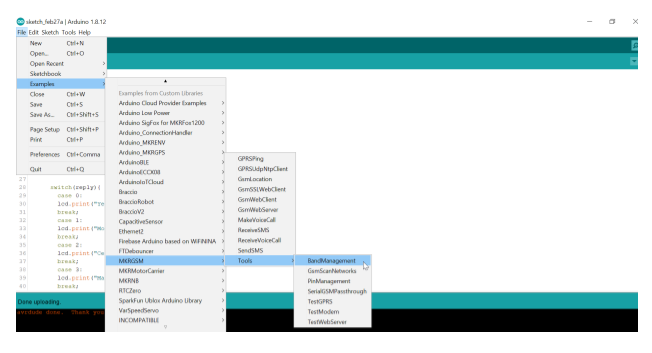 sketch_feb27a | Arduino 1.8.12
File Edit Sketch Tools Help
New Ctrl+N
Open... Ctrl+O
Open Recent
Sketchbook
Examples
Close Ctrl+W
Save Ctrl+S
Save As... Ctrl+Shift+S
Page Setup Ctrl+Shift+P
Print Ctrl+P
Preferences Ctrl+Comma
Quit Ctrl+Q
Examples from Custom Libraries
Arduino Cloud Provider Examples
Arduino Low Power
Arduino SigFox for MKRFox1200
Arduino_ConnectionHandler
Arduino_MKRENV
Arduino_MKRGPS
ArduinoBLE
ArduinoECCX08
ArduinoIoTCloud
Braccio
BraccioRobot
BraccioV2
CapacitiveSensor
Ethernet2
Firebase Arduino based on WiFiNINA
FTDebouncer
MKRGSM
MKRMotorCarrier
MKRNB
RTCZero
SparkFun Ublox Arduino Library
VarSpeedServo
INCOMPATIBLE
GPRSPing
GPRSUdpNtpClient
GsmLocation
GsmSSLWebClient
GsmWebClient
GsmWebServer
MakeVoiceCall
ReceiveSMS
ReceiveVoiceCall
SendSMS
Tools
BandManagement
GsmScanNetworks
PinManagement
SerialGSMPassthrough
TestGPRS
TestModem
TestWebServer
27
28 switch(reply){
29 case 0:
30 lcd.print("Ye
31 break;
32 case 1:
33 lcd.print("Mo
34 break;
35 case 2:
36 lcd.print("Ce
37 break;
38 case 3:
39 lcd.print("Ma
40 break;
Done uploading.
avrdude done. Thank you